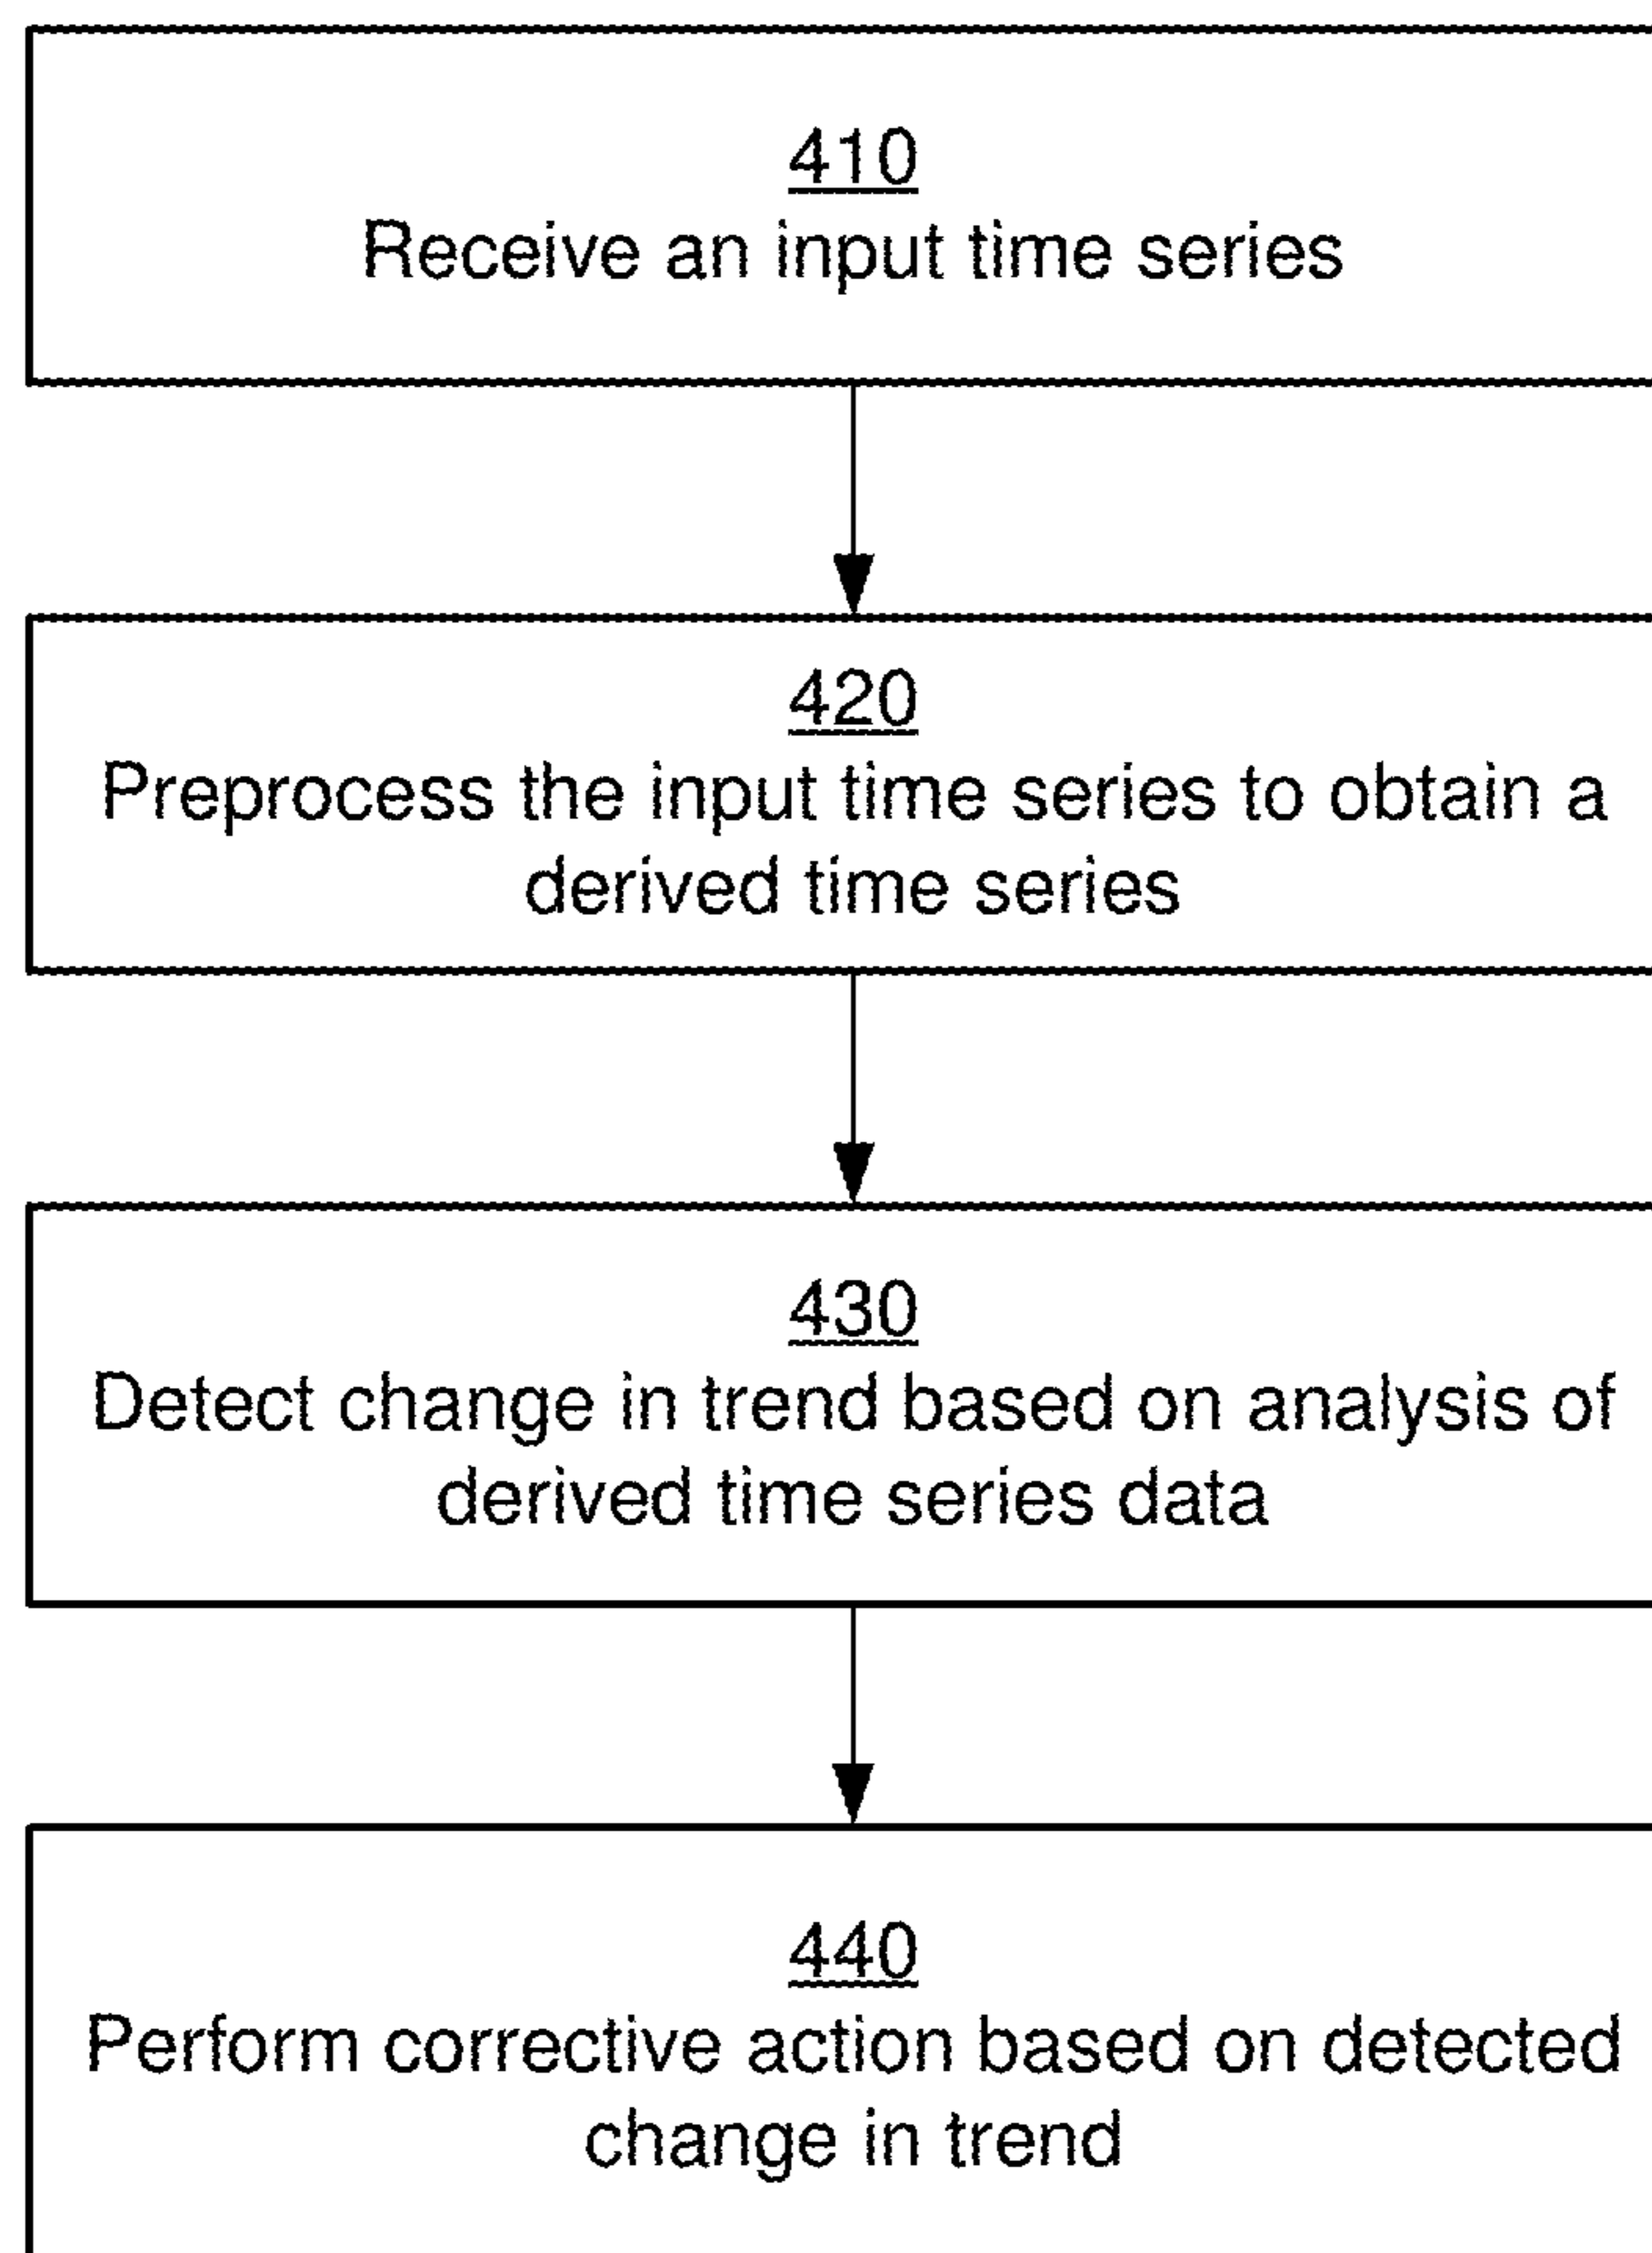 410
Receive an input time series
420
Preprocess the input time series to obtain a
derived time series
430
Detect change in trend based on analysis of
derived time series data
440
Perform corrective action based on detected
change in trend